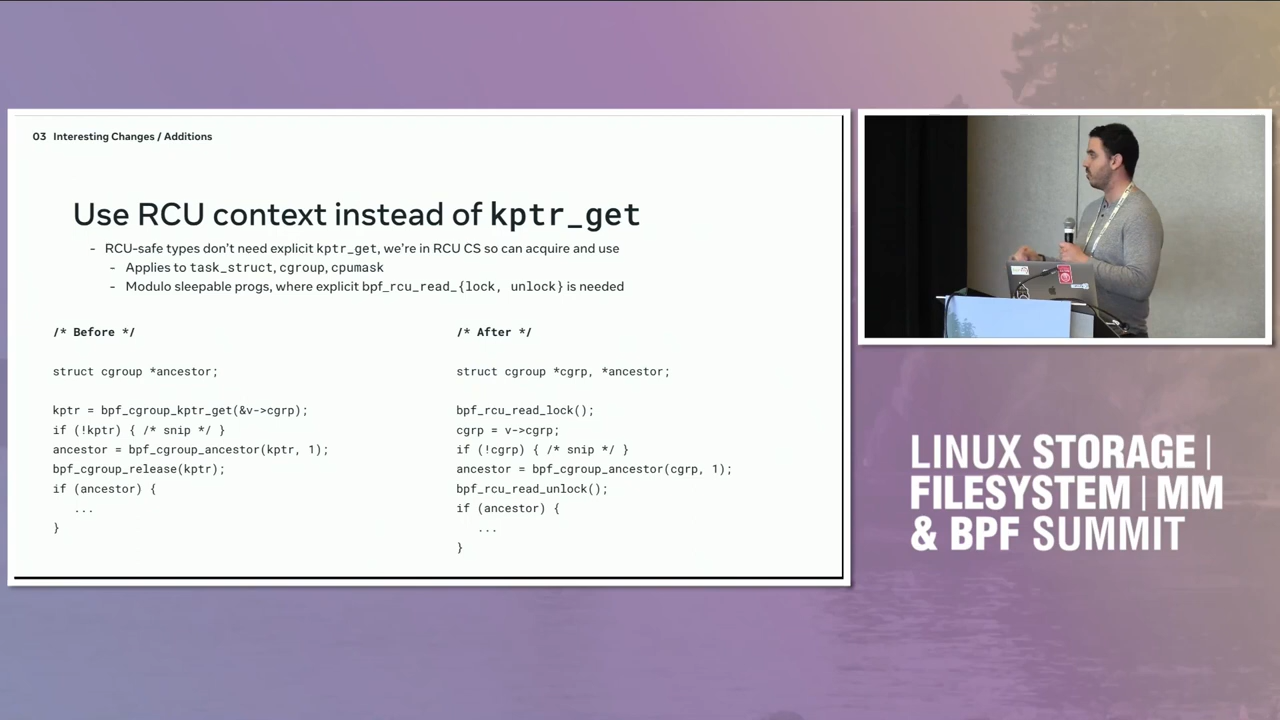 03 Interesting Changes / Additions
Use RCU context instead of kptr_get
- RCU-safe types don't need explicit kptr_get, we're in RCU CS so can acquire and use
- Applies to task_struct, cgroup, cpumask
- Modulo sleepable progs, where explicit bpf_rcu_read_{lock, unlock} is needed
/* Before */
struct cgroup *ancestor;
kptr = bpf_cgroup_kptr_get(&v->cgrp);
if (!kptr) { /* snip */ }
ancestor = bpf_cgroup_ancestor(kptr, 1);
bpf_cgroup_release(kptr);
if (ancestor) {
...
}
/* After */
struct cgroup *cgrp, *ancestor;
bpf_rcu_read_lock();
cgrp = v->cgrp;
if (!cgrp) { /* snip */ }
ancestor = bpf_cgroup_ancestor(cgrp, 1);
bpf_rcu_read_unlock();
if (ancestor) {
...
}
LINUX STORAGE |
FILESYSTEM | MM
& BPF SUMMIT